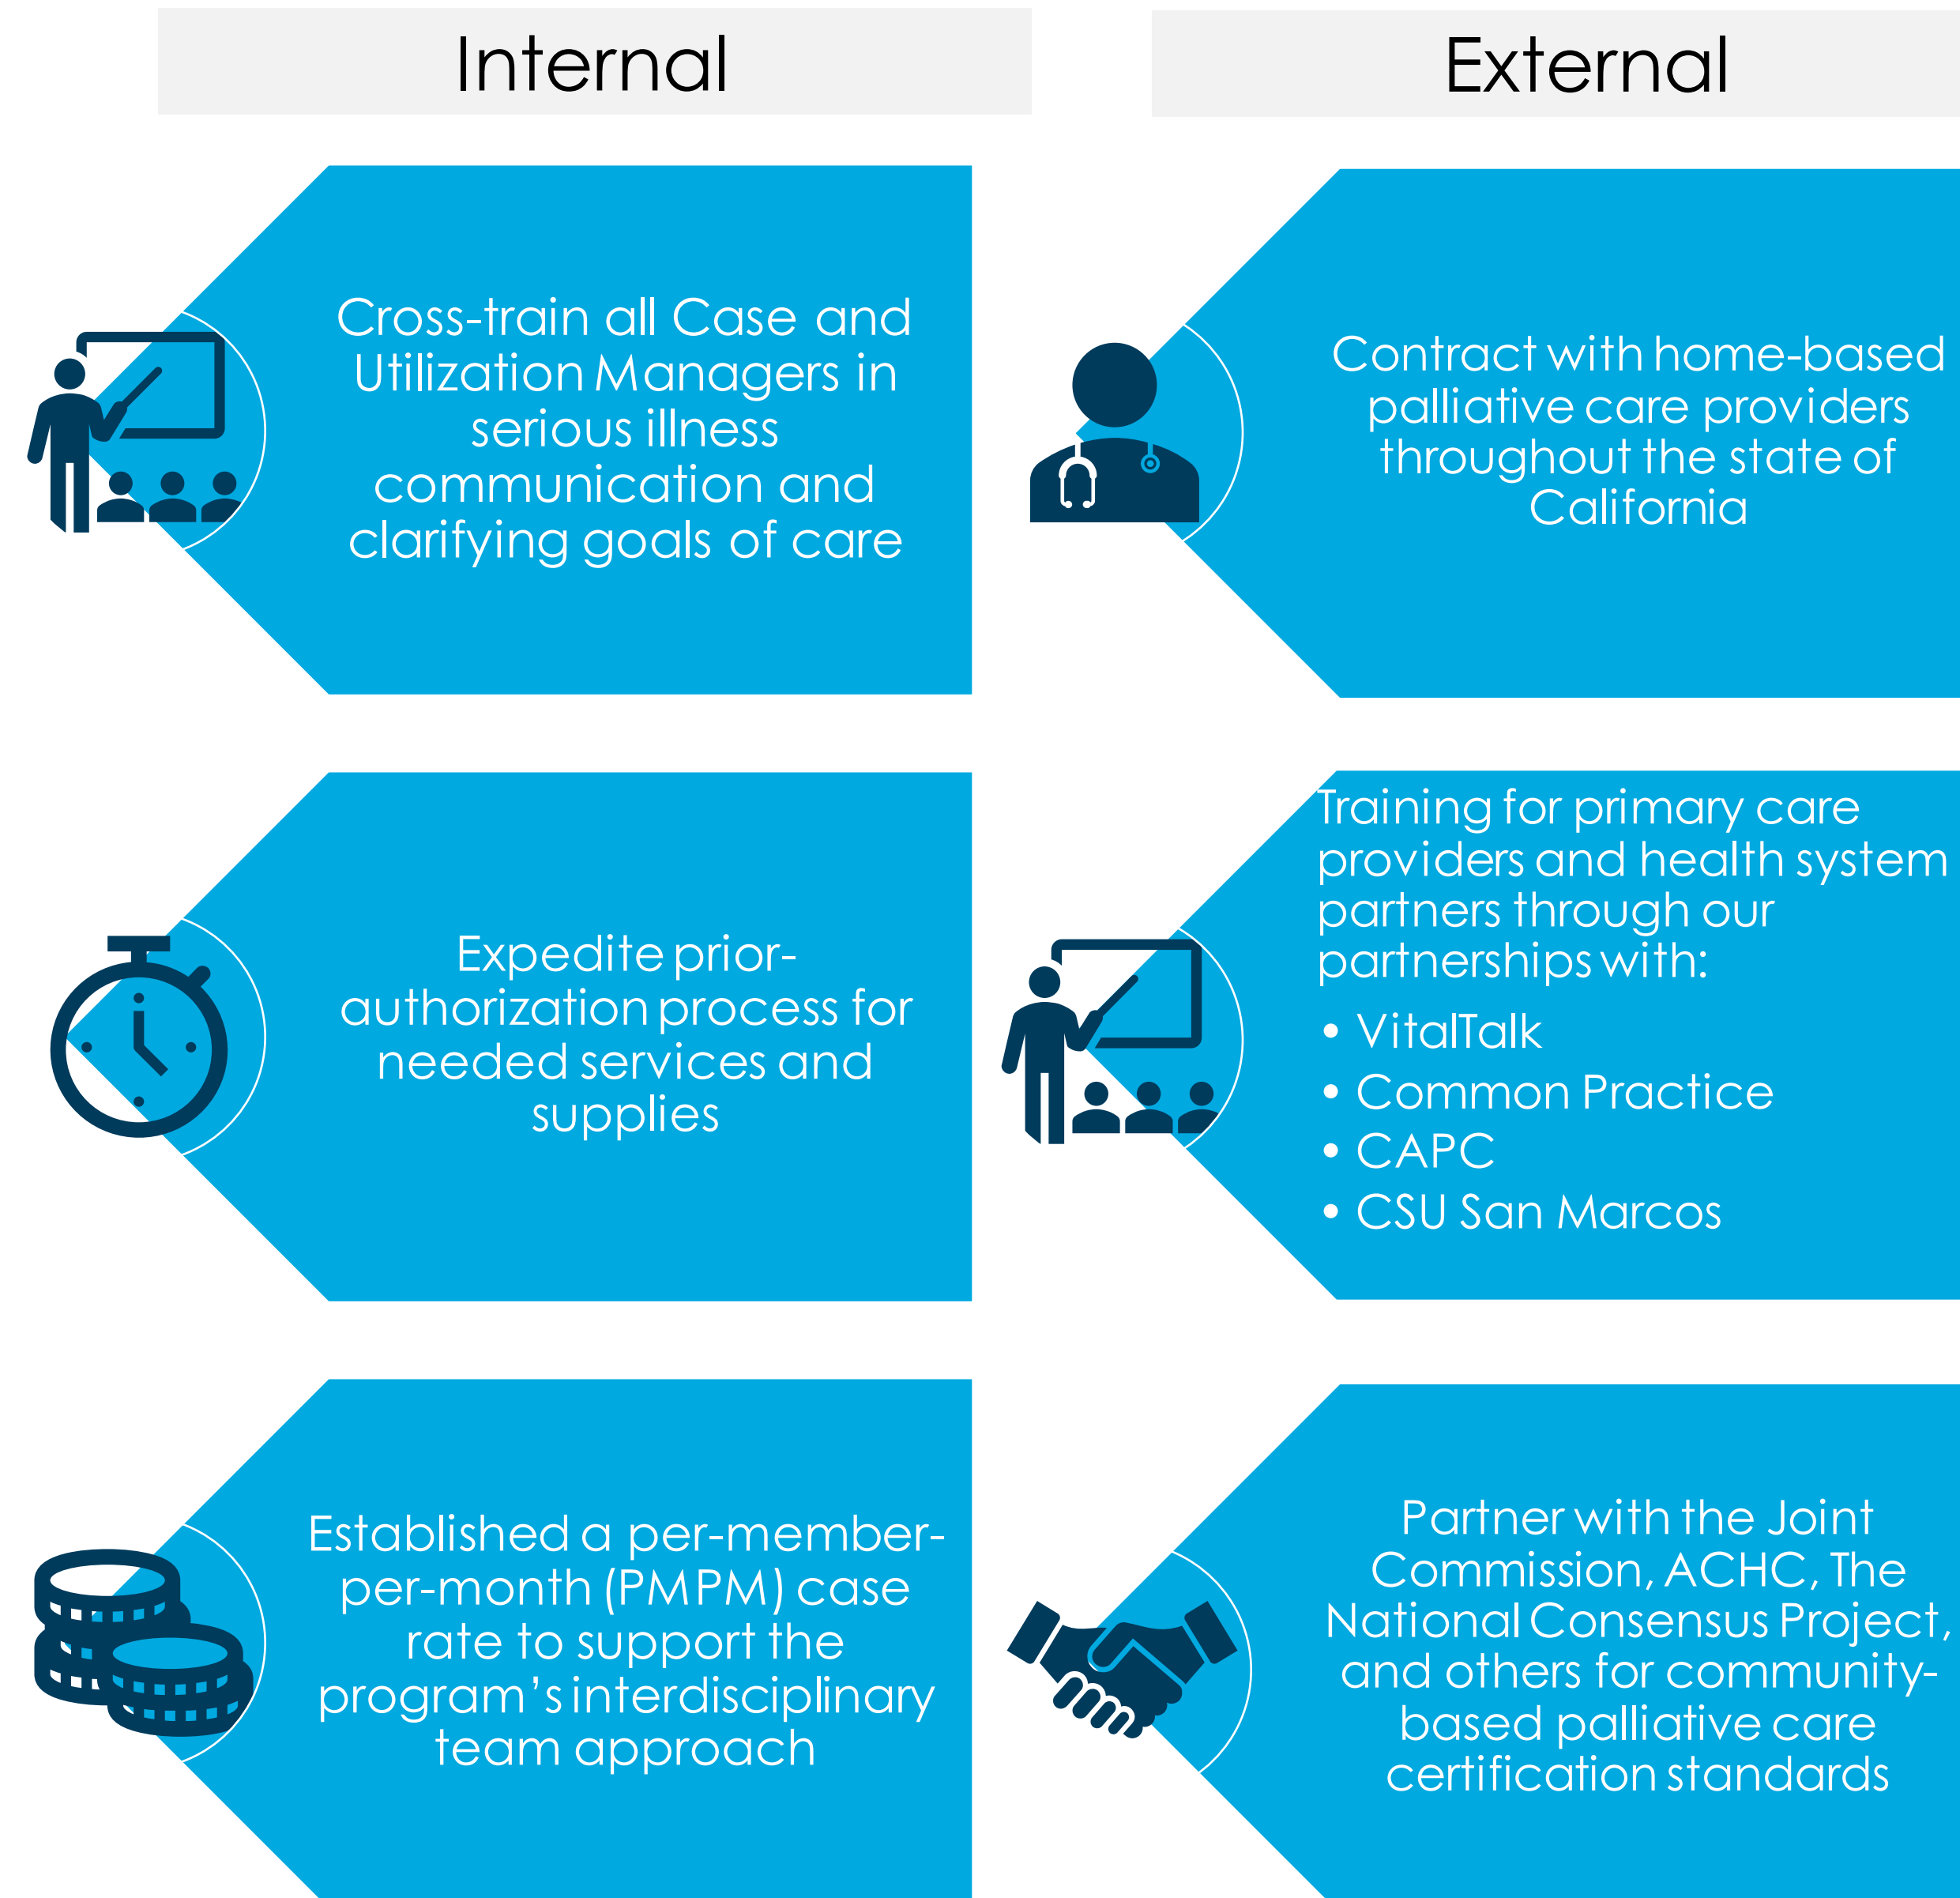 Internal
Cross-train all Case and
Utilization Managers in
serious illness
communication and
clarifying goals of care
Expedite prior-
authorization process for
needed services and
supplies
Established a per-member-
per-month (PMPM) case
rate to support the
program’s interdisciplinary
team approach
External
Contract with home-based
palliative care providers
throughout the state of
California
Training for primary care
providers and health system
partners through our
partnerships with:
• VitalTalk
• Common Practice
• CAPC
• CSU San Marcos
Partner with the Joint
Commission, ACHC, The
National Consensus Project,
and others for community-
based palliative care
certification standards